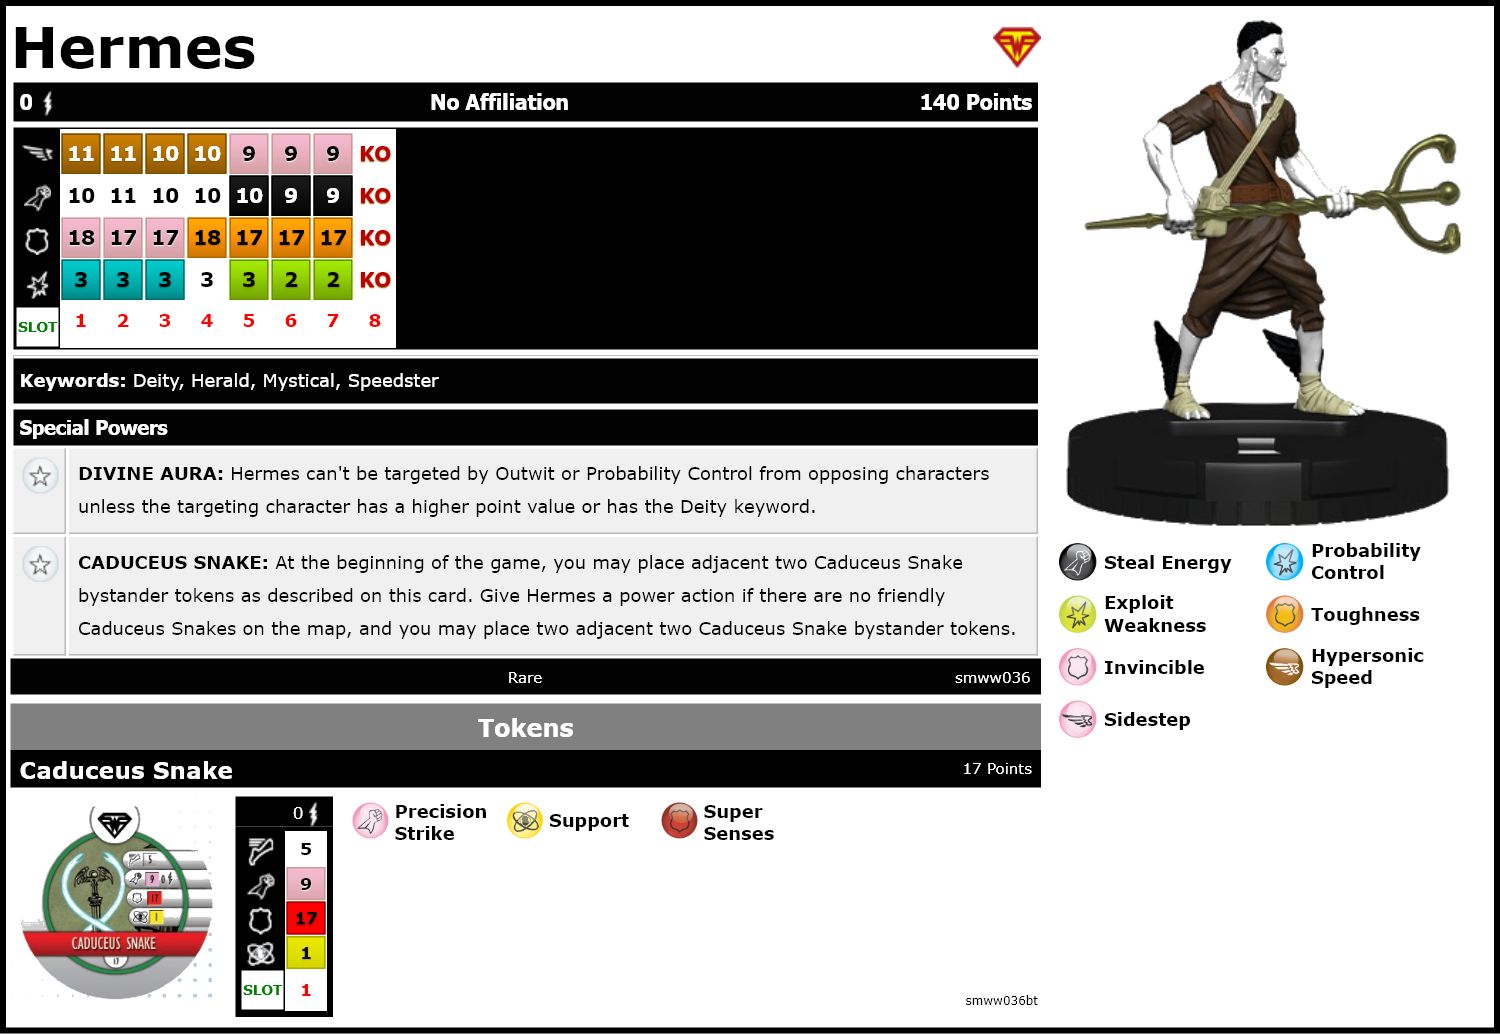 Hermes
0 No Affiliation 140 Points
11 11 10 10 9 9 9 KO
10 11 10 10 10 9 9 KO
18 17 17 18 17 17 17 KO
3 3 3 3 3 2 2 KO
SLOT 1 2 3 4 5 6 7 8
Keywords: Deity, Herald, Mystical, Speedster
Special Powers
DIVINE AURA: Hermes can't be targeted by Outwit or Probability Control from opposing characters
unless the targeting character has a higher point value or has the Deity keyword.
CADUCEUS SNAKE: At the beginning of the game, you may place adjacent two Caduceus Snake
bystander tokens as described on this card. Give Hermes a power action if there are no friendly
Caduceus Snakes on the map, and you may place two adjacent two Caduceus Snake bystander tokens.
Rare smww036
Steal Energy
Probability
Control
Exploit
Weakness
Toughness
Invincible
Hypersonic
Speed
Sidestep
Tokens
Caduceus Snake 17 Points
5
9 0
17
1
CADUCEUS SNAKE
17
0
5
9
17
1
SLOT 1
Precision
Strike
Support
Super
Senses
smww036bt